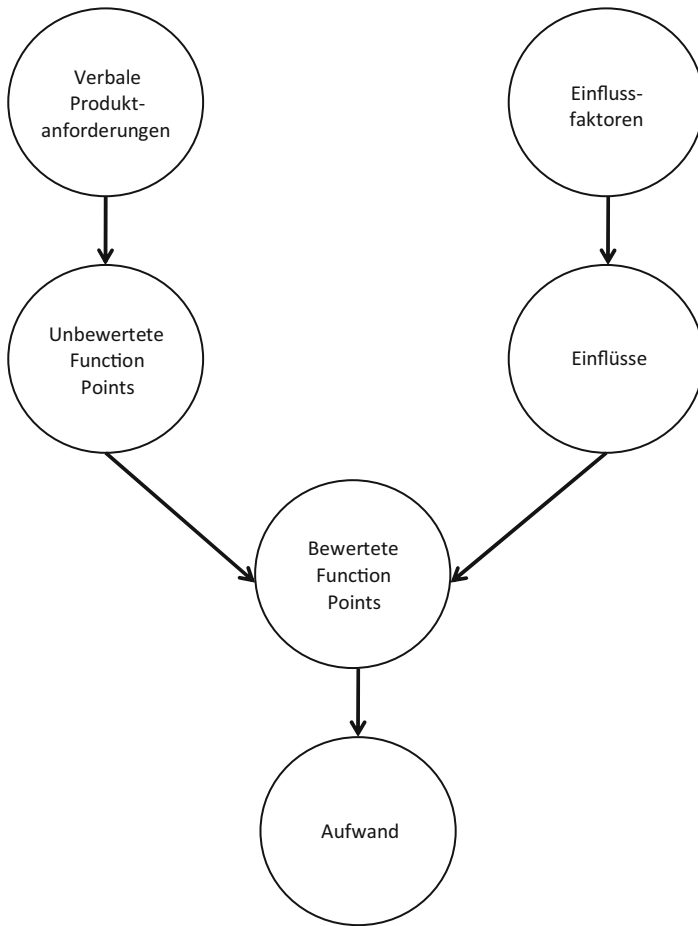 Verbale
Produkt-
anforderungen
Einfluss-
faktoren
Unbewertete
Function
Points
Einflüsse
Bewertete
Function
Points
Aufwand